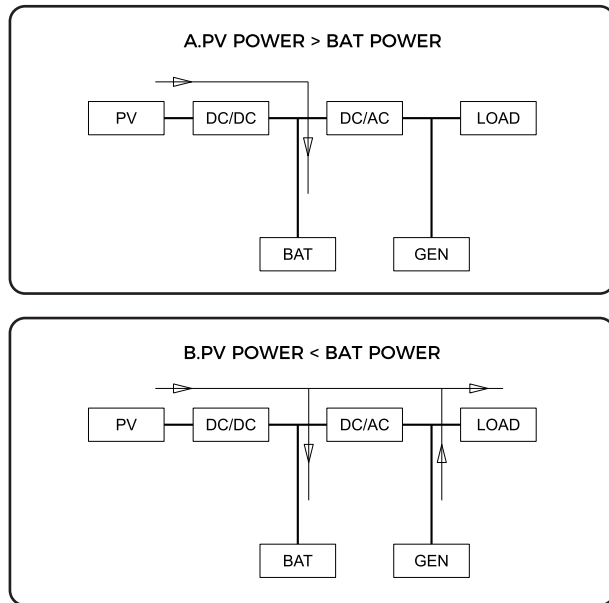 A.PV POWER > BAT POWER
PV DC/DC DC/AC LOAD
BAT GEN
B.PV POWER < BAT POWER
PV DC/DC DC/AC LOAD
BAT GEN